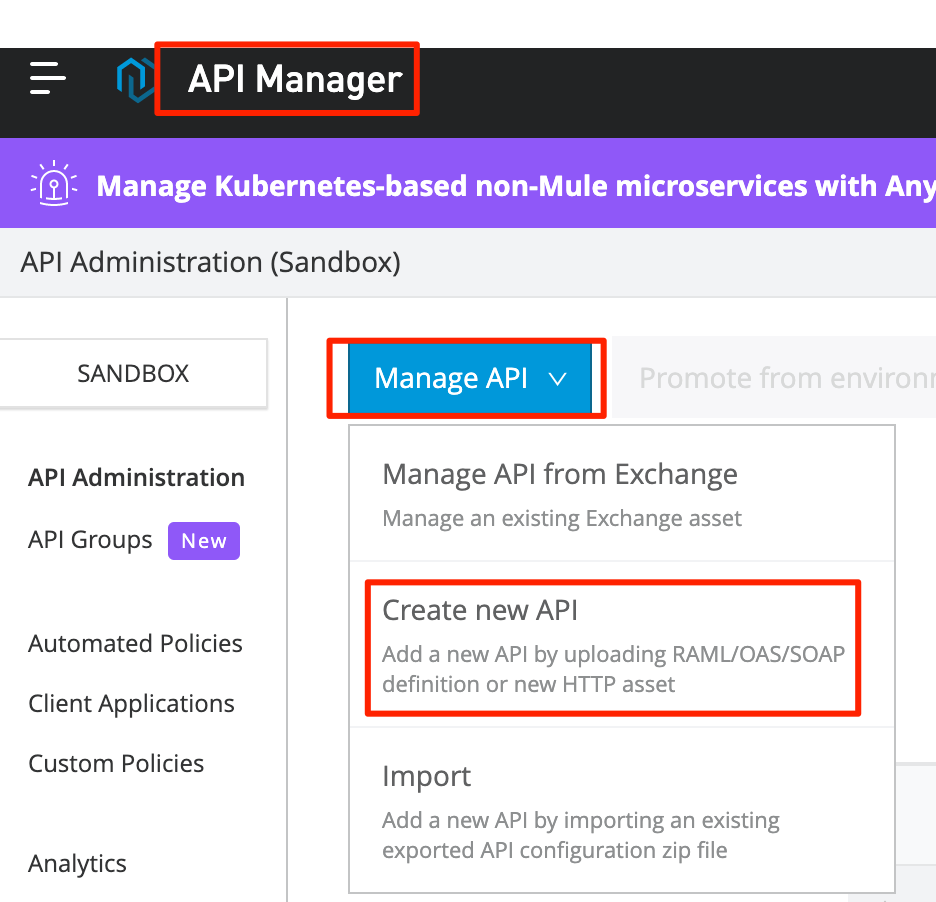 API Manager
Manage Kubernetes-based non-Mule microservices with Any
API Administration (Sandbox)
SANDBOX
API Administration
API Groups New
Automated Policies
Client Applications
Custom Policies
Analytics
Manage API
Promote from environ
Manage API from Exchange
Manage an existing Exchange asset
Create new API
Add a new API by uploading RAML/OAS/SOAP
definition or new HTTP asset
Import
Add a new API by importing an existing
exported API configuration zip file